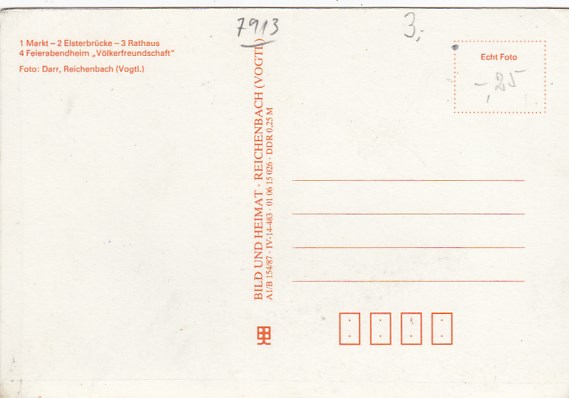 7913
3,-
1 Markt – 2 Elsterbrücke – 3 Rathaus
4 Feierabendheim „Völkerfreundschaft“
Foto: Darr, Reichenbach (Vogtl.)
Echt Foto
-,25
BILD UND HEIMAT · REICHENBACH (VOGTL)
A1/B 154/87 · IV-14-483 · 01 06 15 026 · DDR 0,25 M